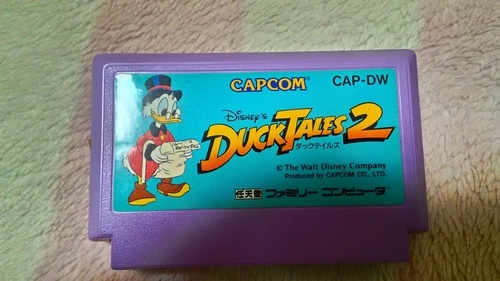 CAPCOM®
CAP-DW
Disney's
DUCKTALES 2
ダックテイルズ
© The Walt Disney Company
Produced by CAPCOM CO., LTD.
任天堂 ファミリー コンピュータ